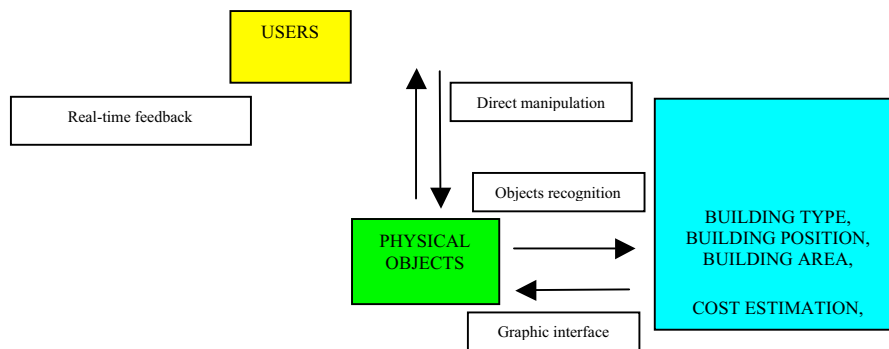 USERS
Real-time feedback
Direct manipulation
Objects recognition
PHYSICAL
OBJECTS
BUILDING TYPE,
BUILDING POSITION,
BUILDING AREA,
COST ESTIMATION,
Graphic interface